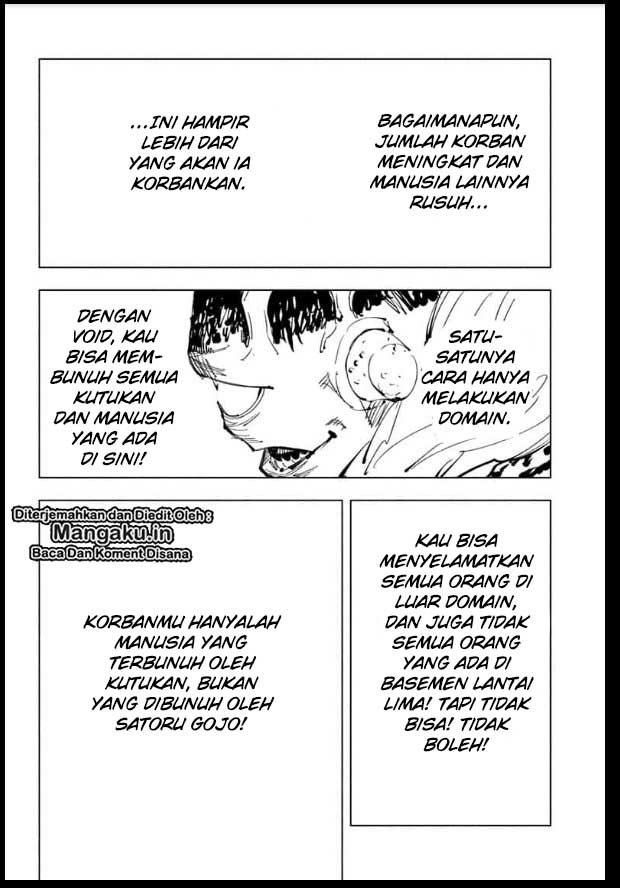 BAGAIMANAPUN,
JUMLAH KORBAN
MENINGKAT DAN
MANUSIA LAINNYA
RUSUH...
...INI HAMPIR
LEBIH DARI
YANG AKAN IA
KORBANKAN.
SATU-
SATUNYA
CARA HANYA
MELAKUKAN
DOMAIN.
DENGAN
VOID, KAU
BISA MEM-
BUNUH SEMUA
KUTUKAN
DAN MANUSIA
YANG ADA
DI SINI!
KAU BISA
MENYELAMATKAN
SEMUA ORANG DI
LUAR DOMAIN,
DAN JUGA TIDAK
SEMUA ORANG
YANG ADA DI
BASEMEN LANTAI
LIMA! TAPI TIDAK
BISA! TIDAK
BOLEH!
Diterjemahkan dan Diedit Oleh :
Mangaku.in
Baca Dan Koment Disana
KORBANMU HANYALAH
MANUSIA YANG
TERBUNUH OLEH
KUTUKAN, BUKAN
YANG DIBUNUH OLEH
SATORU GOJO!